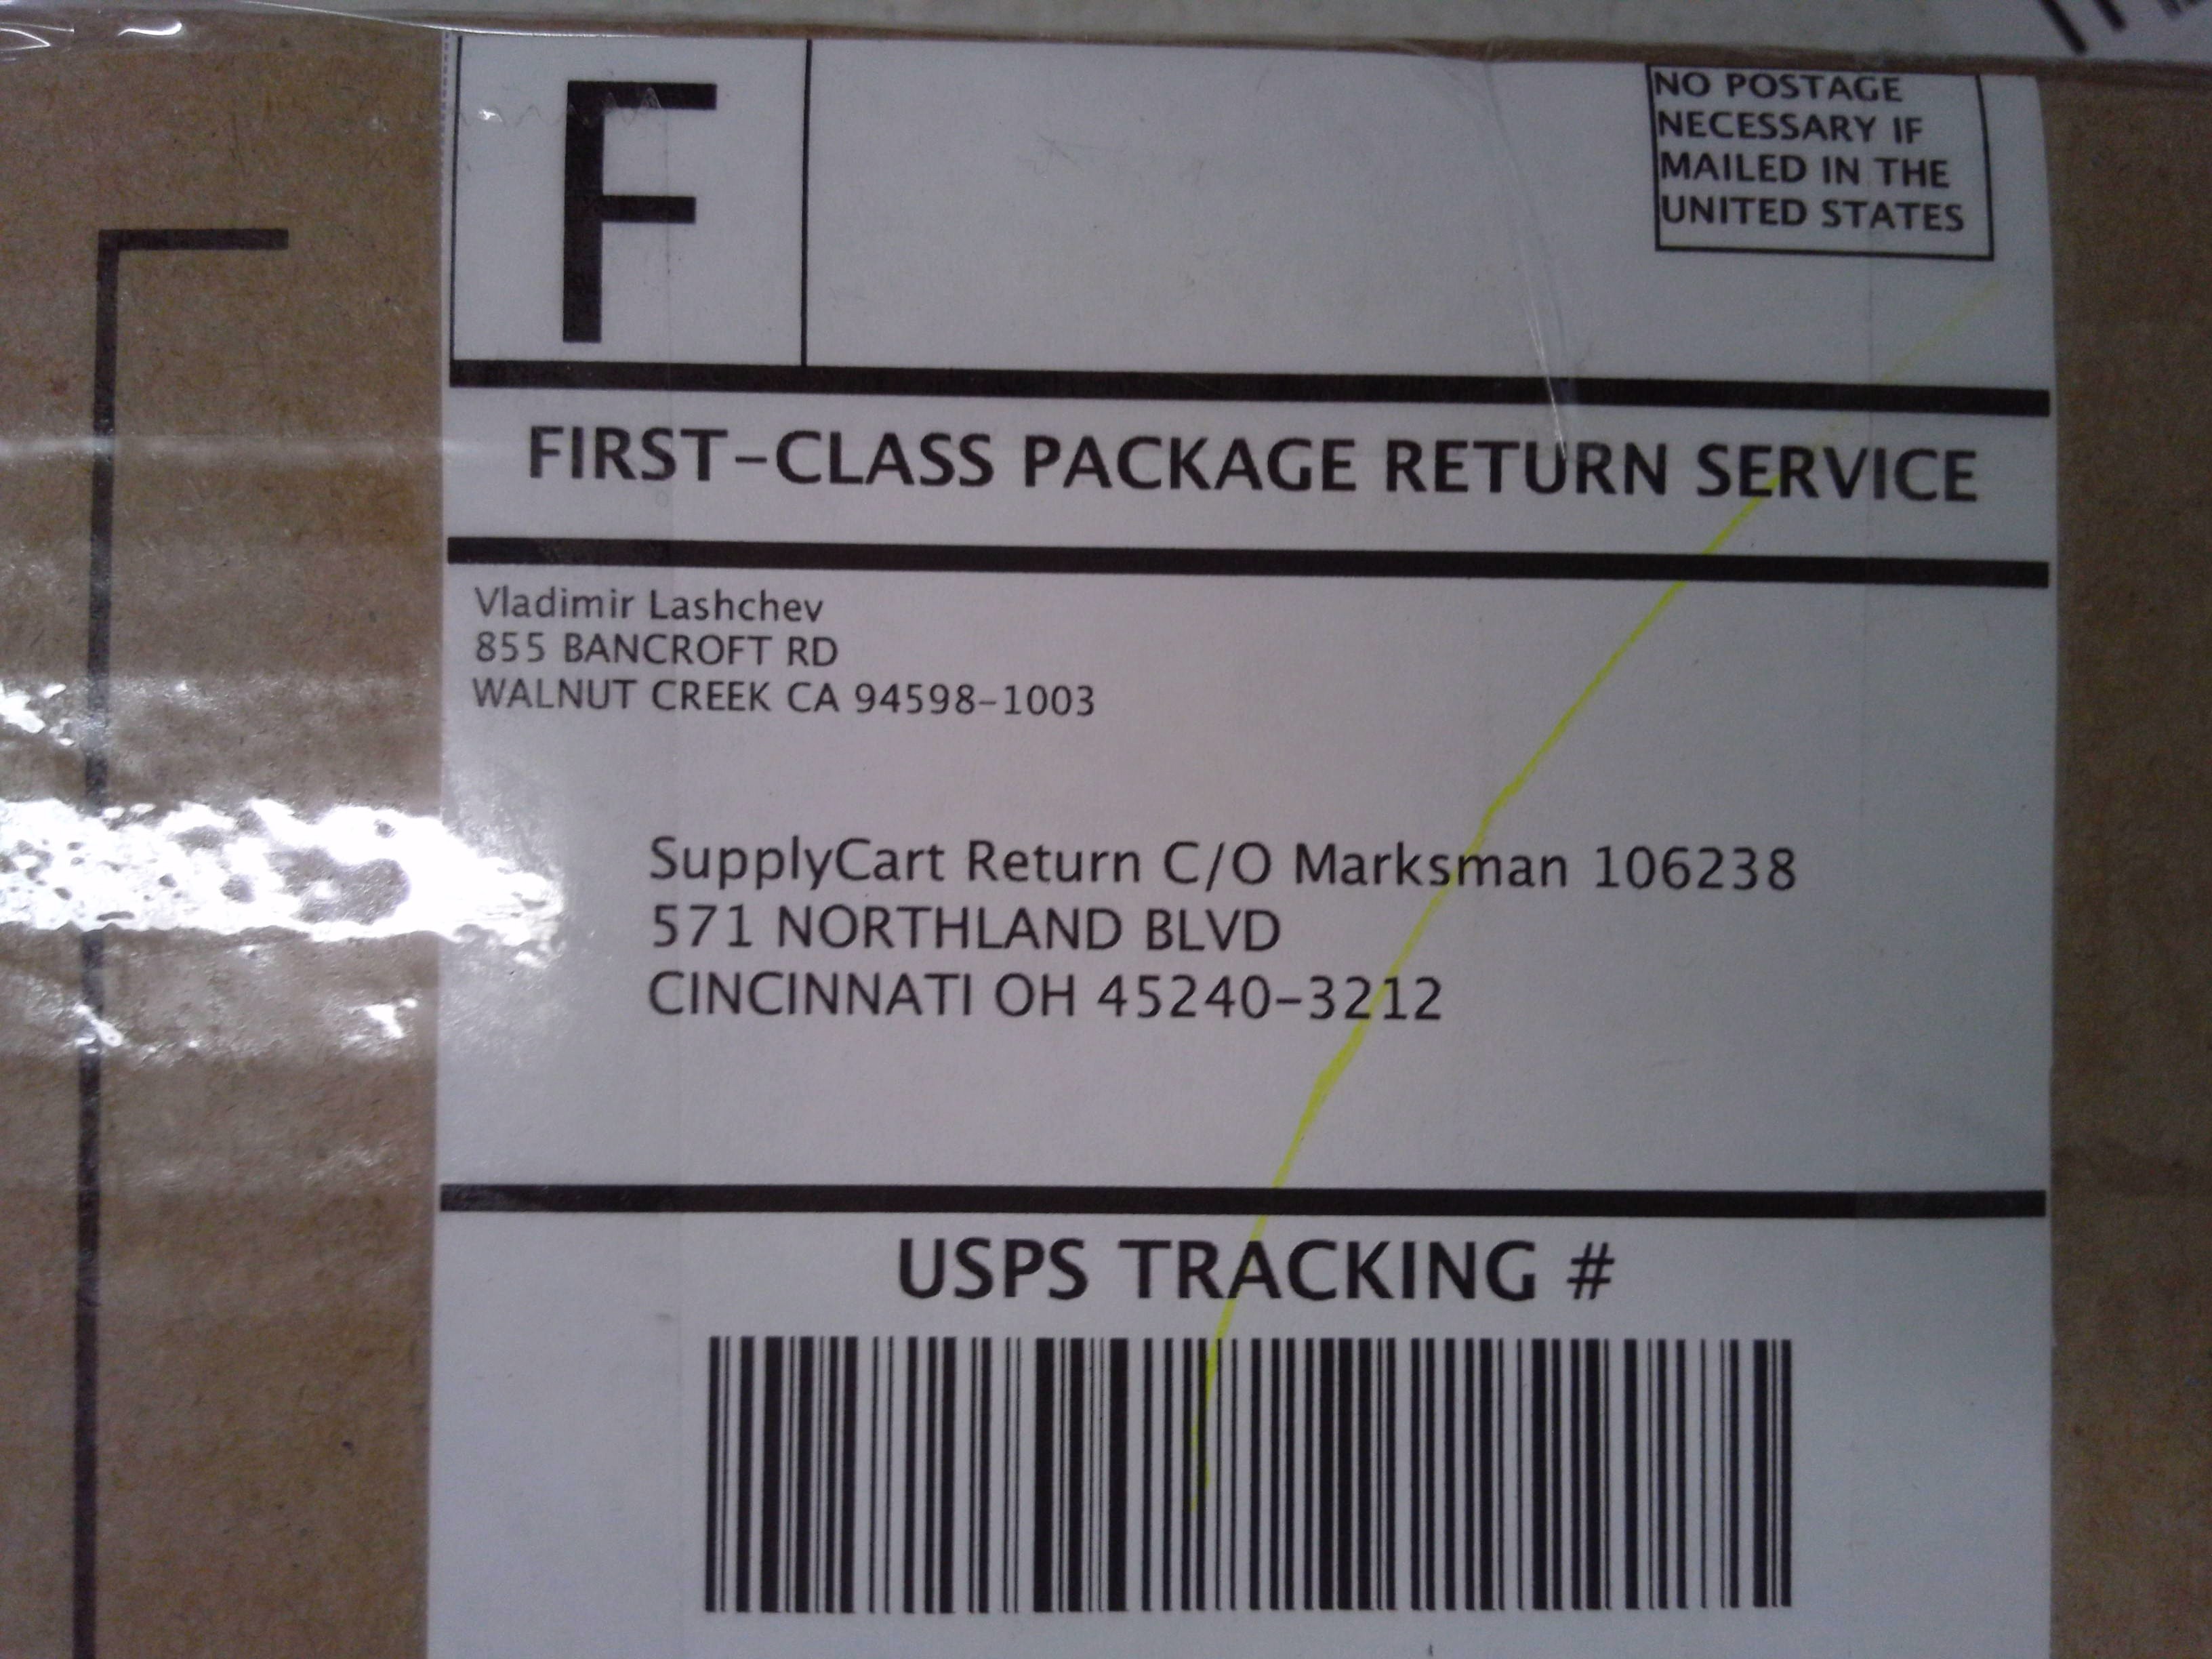 F
NO POSTAGE
NECESSARY IF
MAILED IN THE
UNITED STATES
FIRST-CLASS PACKAGE RETURN SERVICE
Vladimir Lashchev
855 BANCROFT RD
WALNUT CREEK CA 94598-1003
SupplyCart Return C/O Marksman 106238
571 NORTHLAND BLVD
CINCINNATI OH 45240-3212
USPS TRACKING #